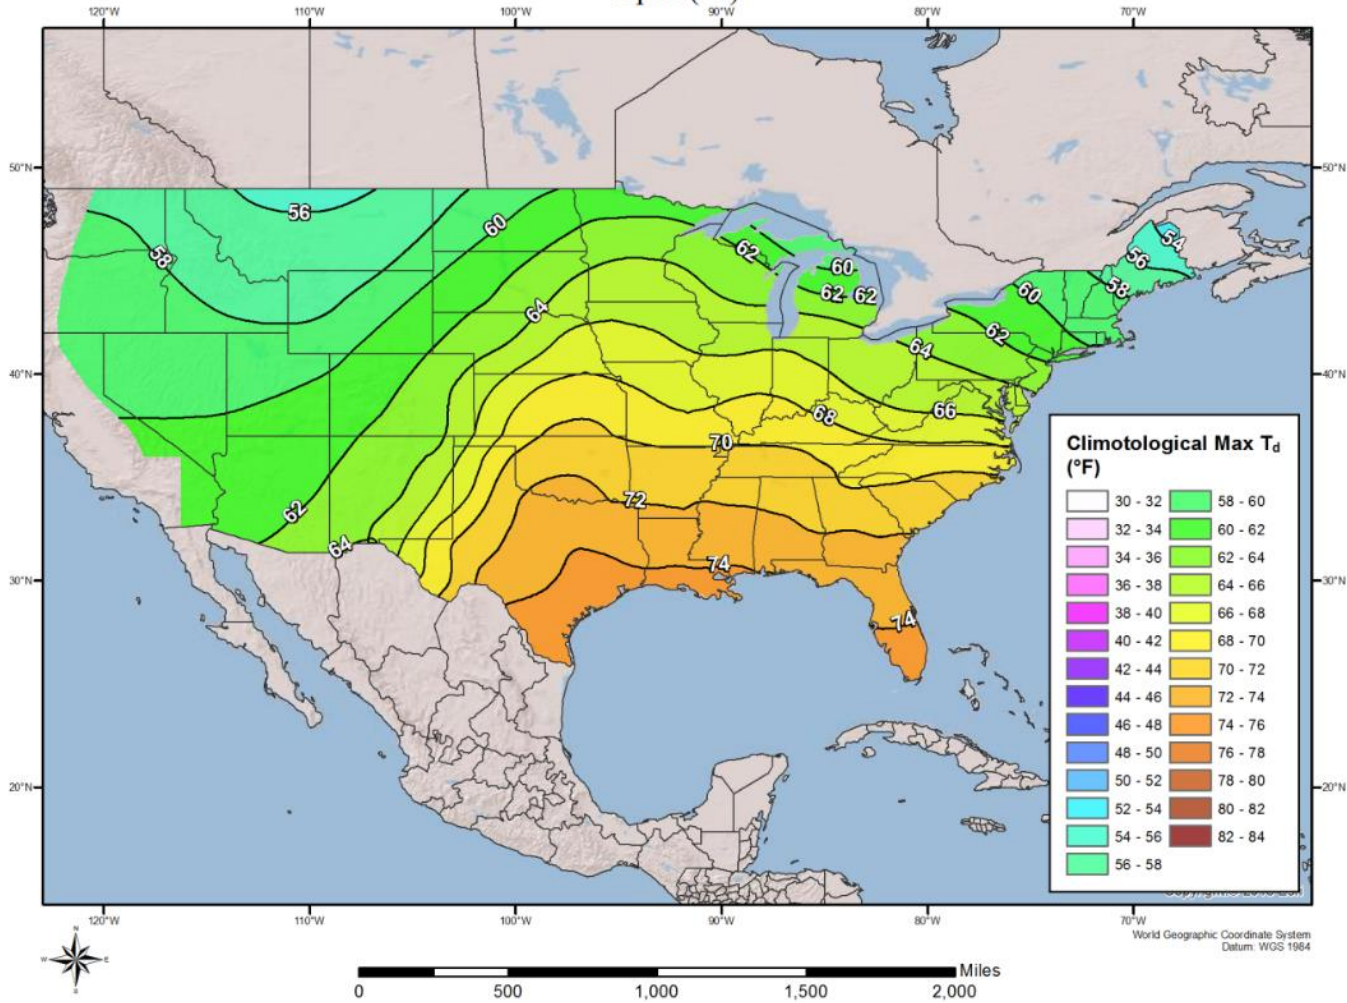 120°W 110°W 100°W 90°W 80°W 70°W
50°N 50°N
56
60
58
54
56
62
60
58
60
62 62
64
62
64
40°N 40°N
66
68
70
Climotological Max Td
(°F)
30 - 32 58 - 60
32 - 34 60 - 62
34 - 36 62 - 64
36 - 38 64 - 66
38 - 40 66 - 68
40 - 42 68 - 70
42 - 44 70 - 72
44 - 46 72 - 74
46 - 48 74 - 76
48 - 50 76 - 78
50 - 52 78 - 80
52 - 54 80 - 82
54 - 56 82 - 84
56 - 58
72
62
64
74
30°N 30°N
74
20°N 20°N
120°W 110°W 100°W 90°W 80°W 70°W
World Geographic Coordinate System
Datum: WGS 1984
N
W E
S
Miles
0 500 1,000 1,500 2,000